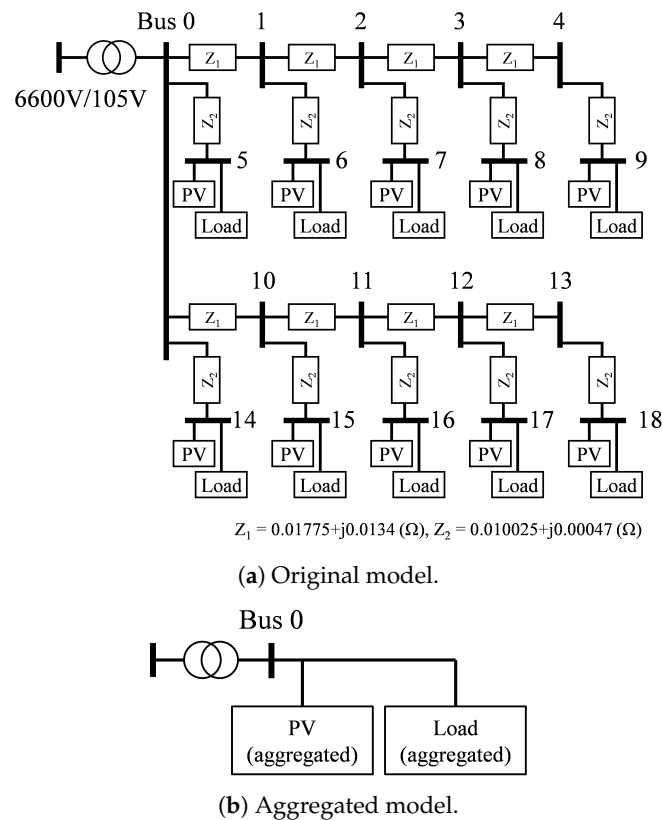 Bus 0 1 2 3 4
Z₁ Z₁ Z₁ Z₁
6600V/105V
Z₂ Z₂ Z₂ Z₂ Z₂
5 6 7 8 9
PV PV PV PV PV
Load Load Load Load Load
10 11 12 13
Z₁ Z₁ Z₁ Z₁
Z₂ Z₂ Z₂ Z₂ Z₂
14 15 16 17 18
PV PV PV PV PV
Load Load Load Load Load
Z₁ = 0.01775+j0.0134 (Ω), Z₂ = 0.010025+j0.00047 (Ω)
(a) Original model.
Bus 0
PV Load
(aggregated) (aggregated)
(b) Aggregated model.